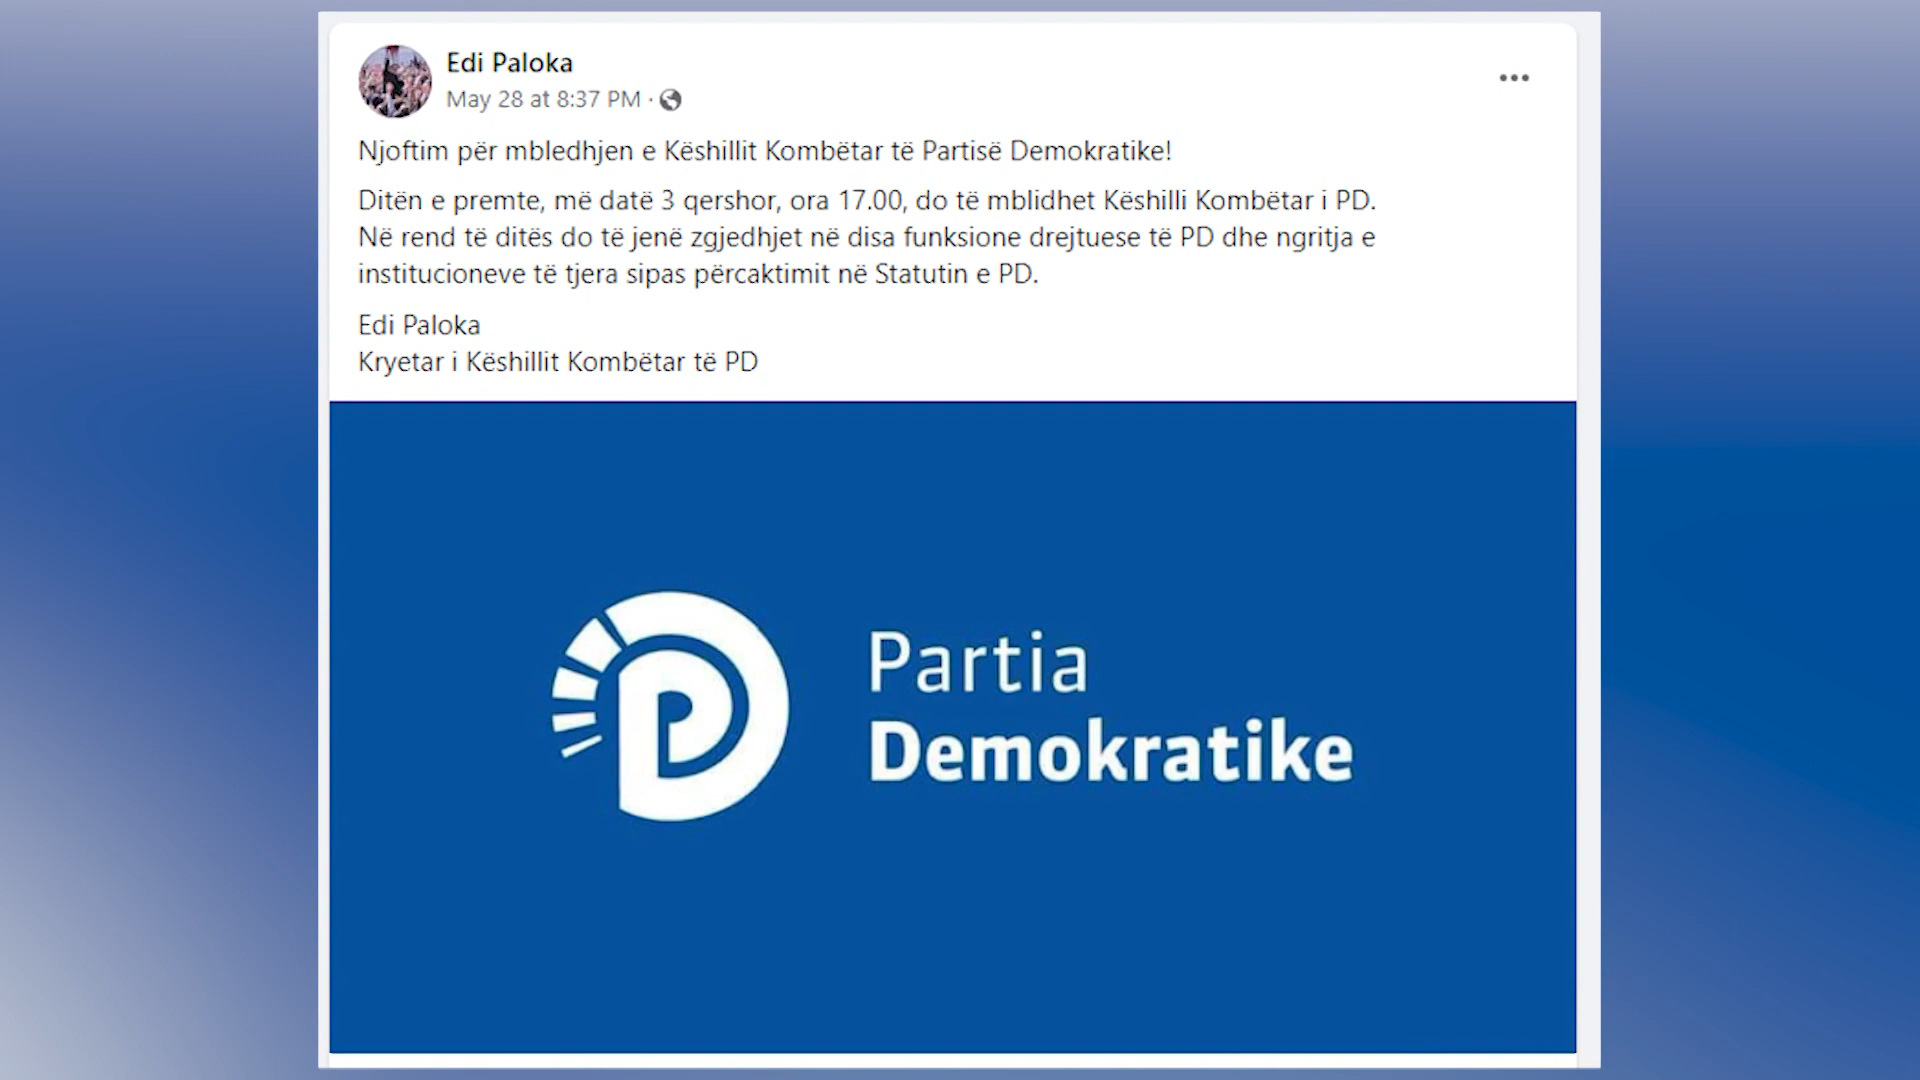 Edi Paloka
May 28 at 8:37 PM ·
Njoftim për mbledhjen e Këshillit Kombëtar të Partisë Demokratike!
Ditën e premte, më datë 3 qershor, ora 17.00, do të mblidhet Këshilli Kombëtar i PD.
Në rend të ditës do të jenë zgjedhjet në disa funksione drejtuese të PD dhe ngritja e
institucioneve të tjera sipas përcaktimit në Statutin e PD.
Edi Paloka
Kryetar i Këshillit Kombëtar të PD
Partia
Demokratike